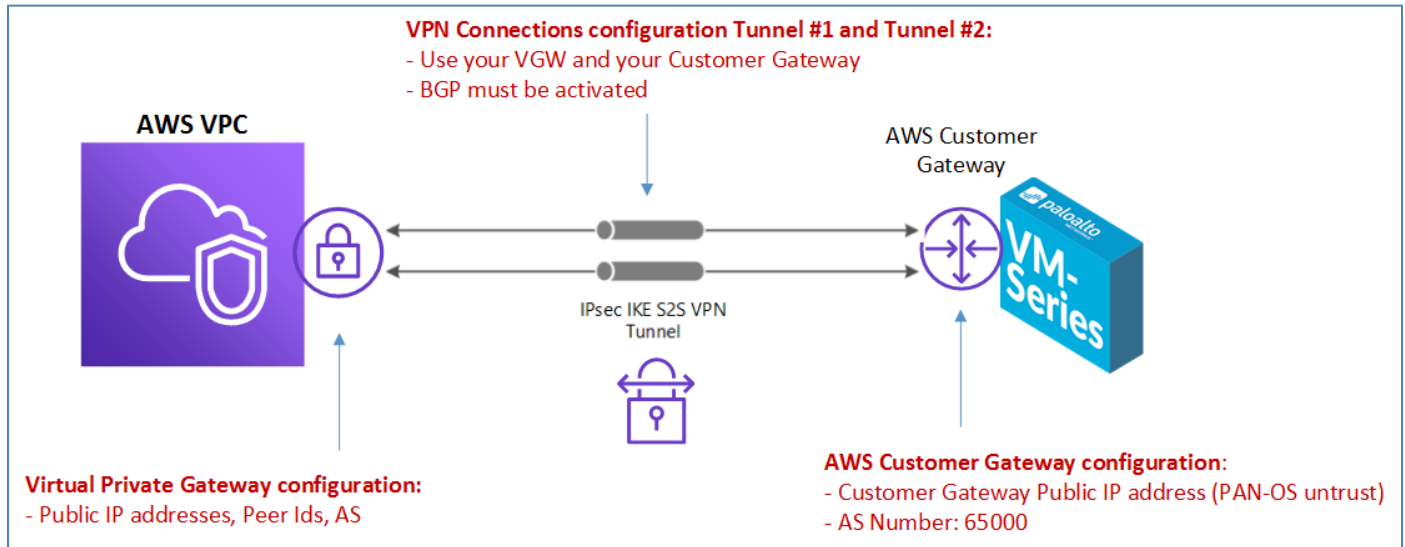 VPN Connections configuration Tunnel #1 and Tunnel #2:
- Use your VGW and your Customer Gateway
- BGP must be activated
AWS VPC
AWS Customer
Gateway
paloalto
VM-
Series
IPsec IKE S2S VPN
Tunnel
Virtual Private Gateway configuration:
- Public IP addresses, Peer Ids, AS
AWS Customer Gateway configuration:
- Customer Gateway Public IP address (PAN-OS untrust)
- AS Number: 65000